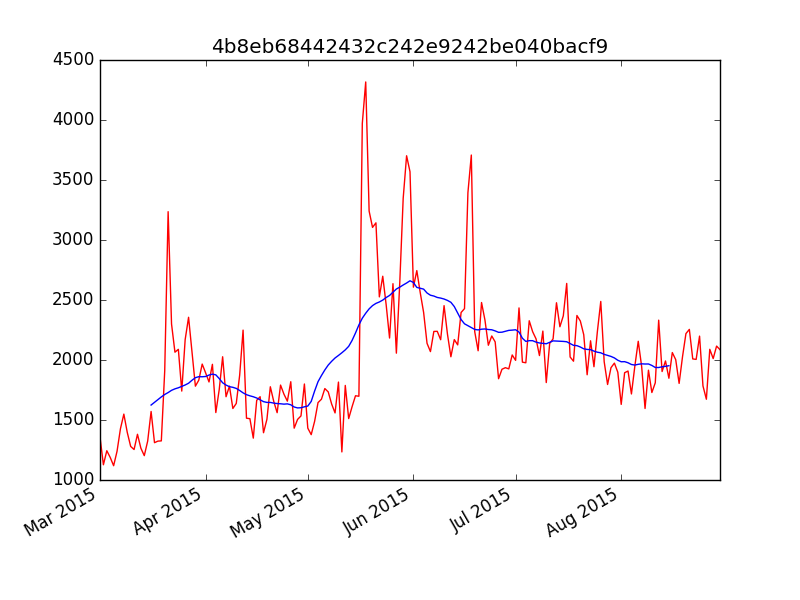 4b8eb68442432c242e9242be040bacf9
4500
4000
3500
3000
2500
2000
1500
1000
Mar 2015
Apr 2015
May 2015
Jun 2015
Jul 2015
Aug 2015